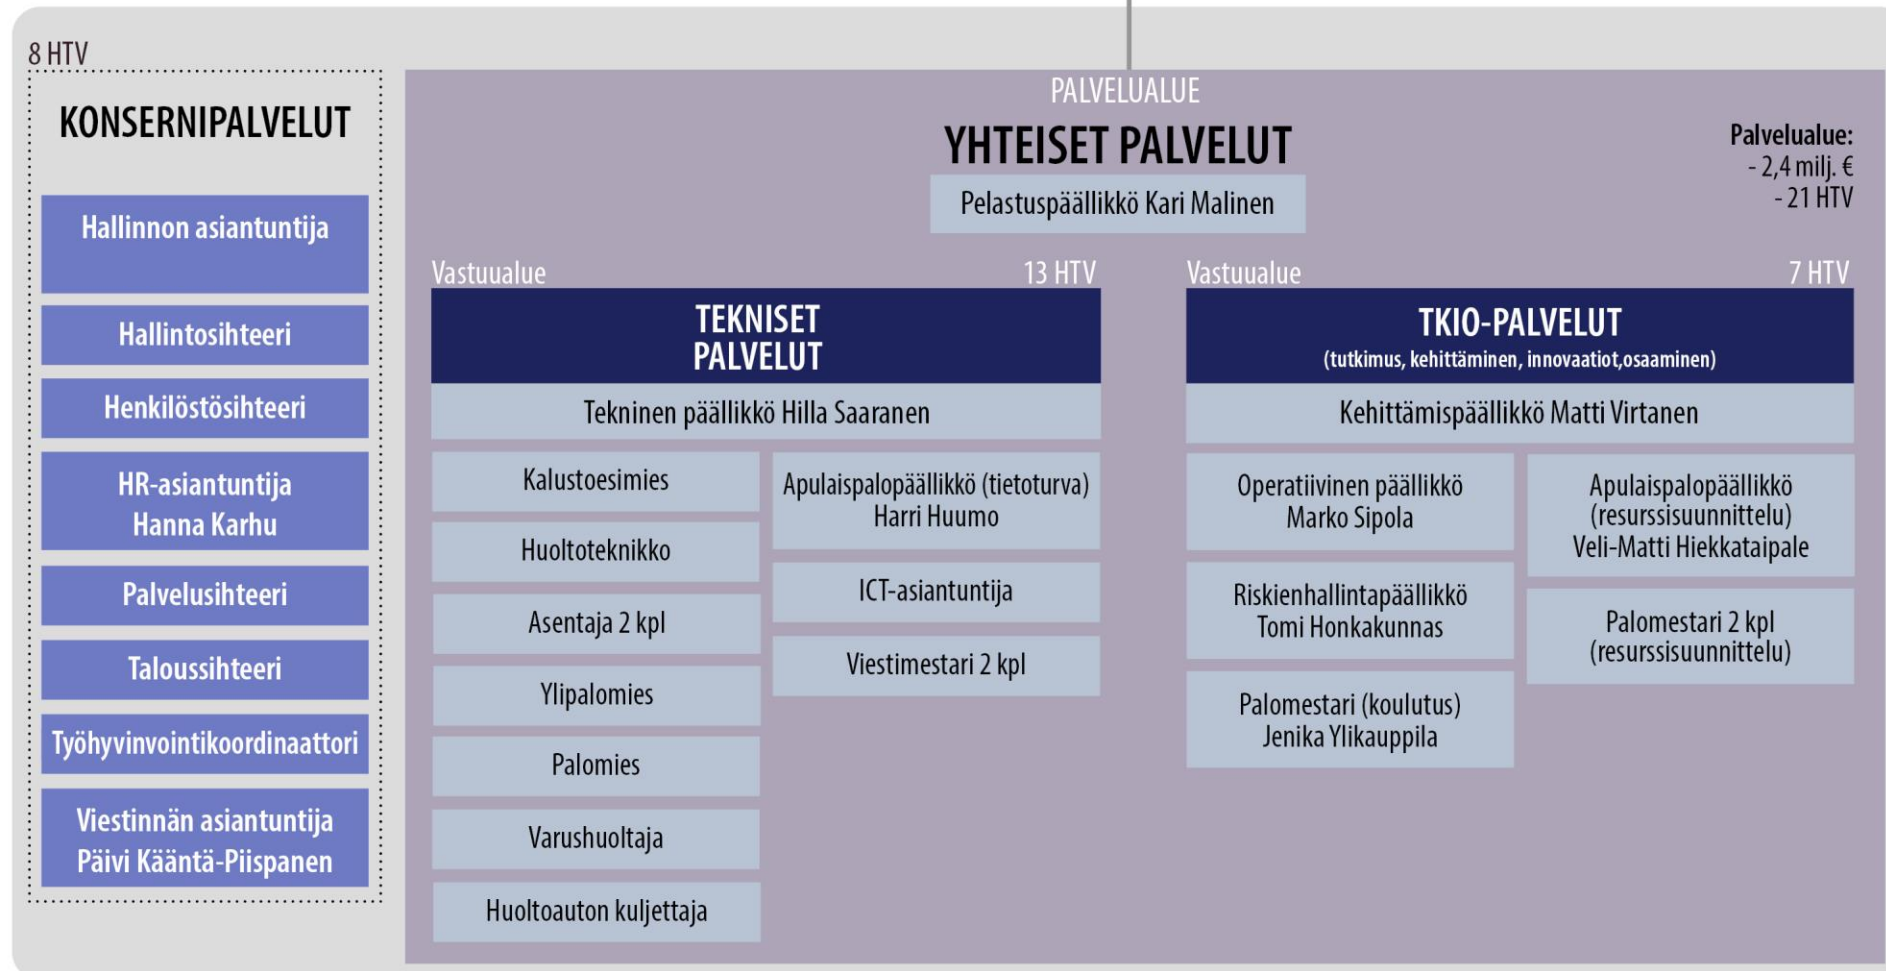 8 HTV
KONSERNIPALVELUT
Hallinnon asiantuntija
Hallintosihteeri
Henkilöstösihteeri
HR-asiantuntija
Hanna Karhu
Palvelusihteeri
Taloussihteeri
Työhyvinvointikoordinaattori
Viestinnän asiantuntija
Päivi Kääntä-Piispanen
PALVELUALUE
YHTEISET PALVELUT
Pelastuspäällikkö Kari Malinen
Palvelualue:
- 2,4 milj. €
- 21 HTV
Vastuualue 13 HTV
TEKNISET
PALVELUT
Tekninen päällikkö Hilla Saaranen
Kalustoesimies
Huoltoteknikko
Asentaja 2 kpl
Ylipalomies
Palomies
Varushuoltaja
Huoltoauton kuljettaja
Apulaispalopäällikkö (tietoturva)
Harri Huumo
ICT-asiantuntija
Viestimestari 2 kpl
Vastuualue 7 HTV
TKIO-PALVELUT
(tutkimus, kehittäminen, innovaatiot,osaaminen)
Kehittämispäällikkö Matti Virtanen
Operatiivinen päällikkö
Marko Sipola
Riskienhallintapäällikkö
Tomi Honkakunnas
Palomestari (koulutus)
Jenika Ylikauppila
Apulaispalopäällikkö
(resurssisuunnittelu)
Veli-Matti Hiekkataipale
Palomestari 2 kpl
(resurssisuunnittelu)